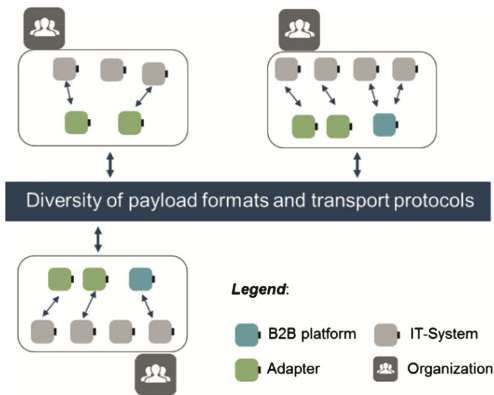 Diversity of payload formats and transport protocols
Legend:
B2B platform
IT-System
Adapter
Organization